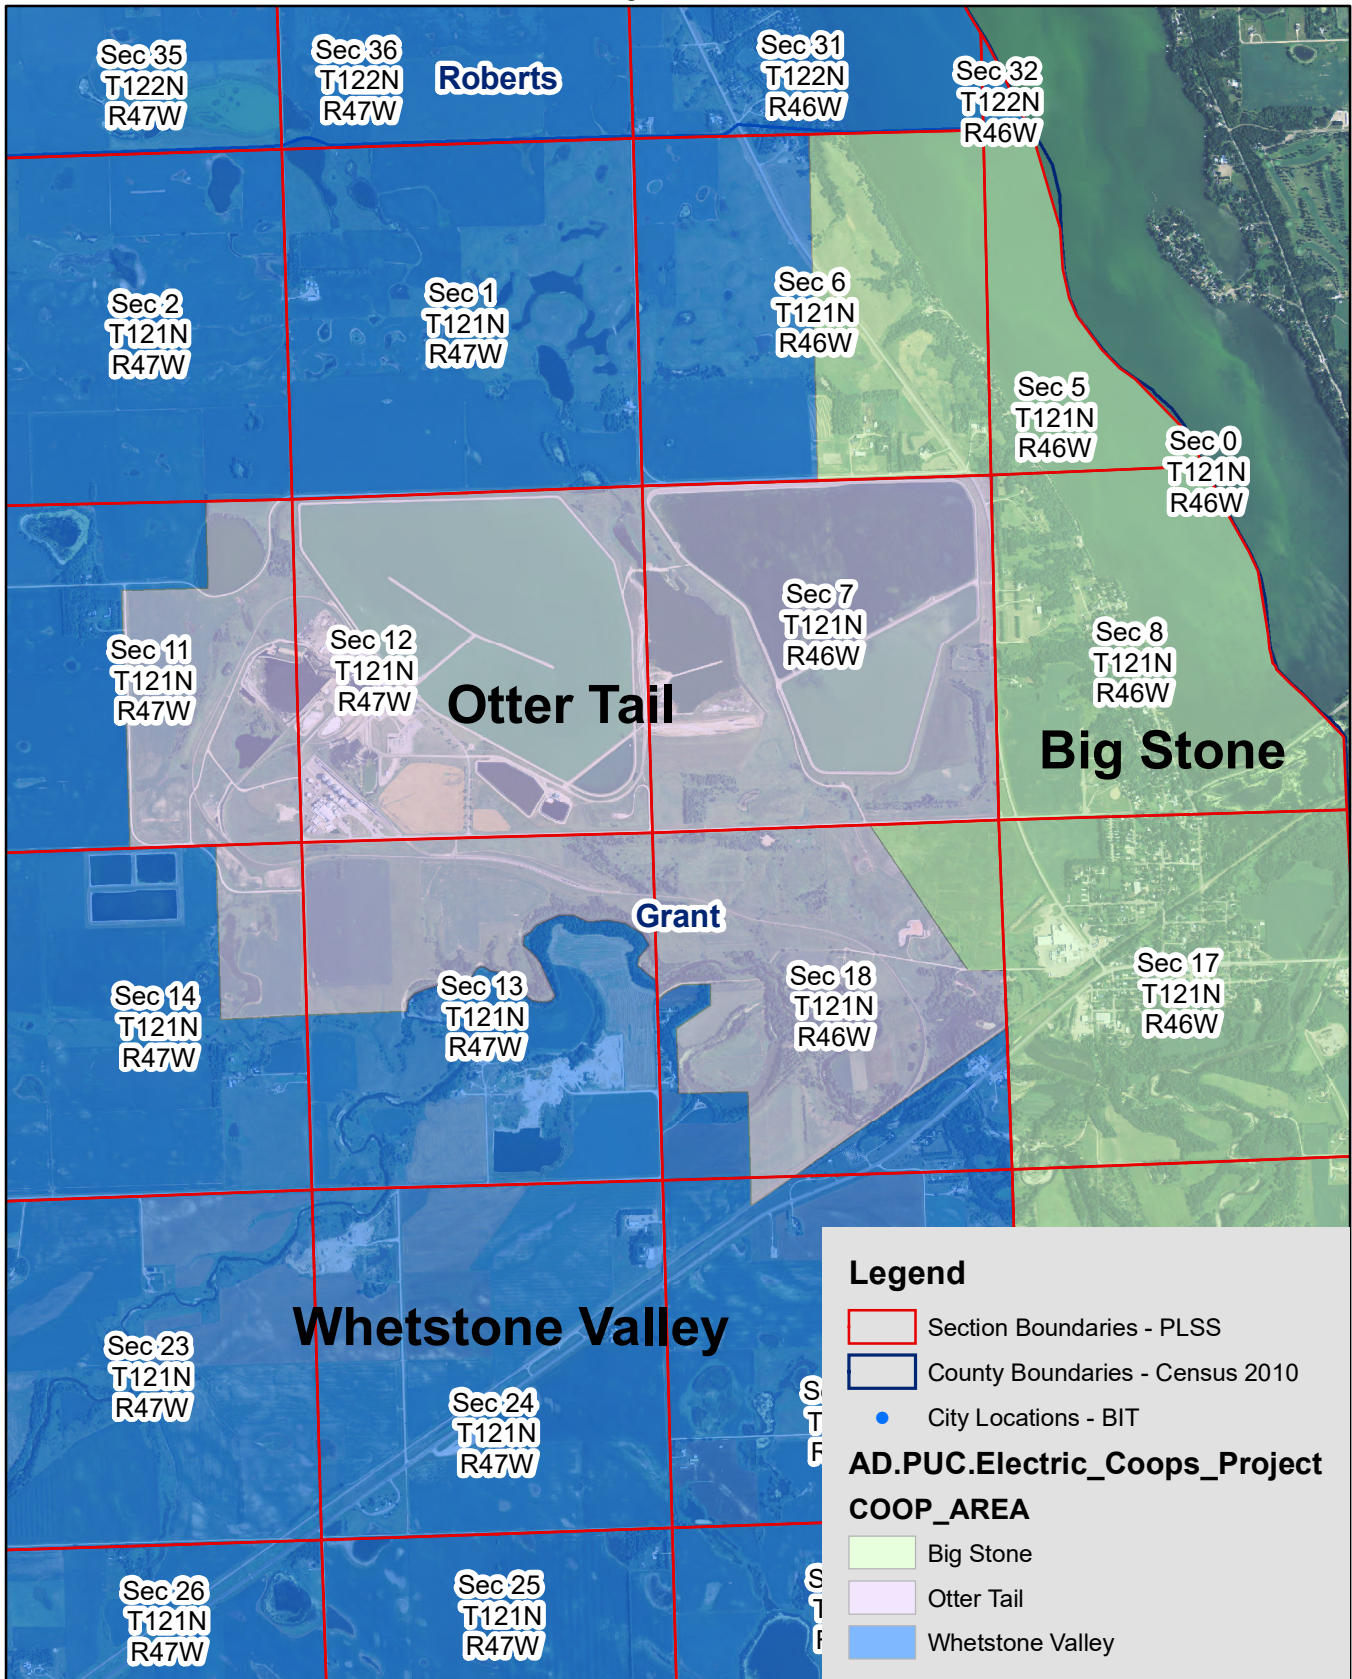 Sec 35
T122N
R47W
Sec 36
T122N
R47W
Roberts
Sec 31
T122N
R46W
Sec 32
T122N
R46W
Sec 2
T121N
R47W
Sec 1
T121N
R47W
Sec 6
T121N
R46W
Sec 5
T121N
R46W
Sec 0
T121N
R46W
Sec 11
T121N
R47W
Sec 12
T121N
R47W
Otter Tail
Sec 7
T121N
R46W
Sec 8
T121N
R46W
Big Stone
Grant
Sec 14
T121N
R47W
Sec 13
T121N
R47W
Sec 18
T121N
R46W
Sec 17
T121N
R46W
Whetstone Valley
Sec 23
T121N
R47W
Sec 24
T121N
R47W
Sec 26
T121N
R47W
Sec 25
T121N
R47W
Legend
Section Boundaries - PLSS
County Boundaries - Census 2010
City Locations - BIT
AD.PUC.Electric_Coops_Project
COOP_AREA
Big Stone
Otter Tail
Whetstone Valley